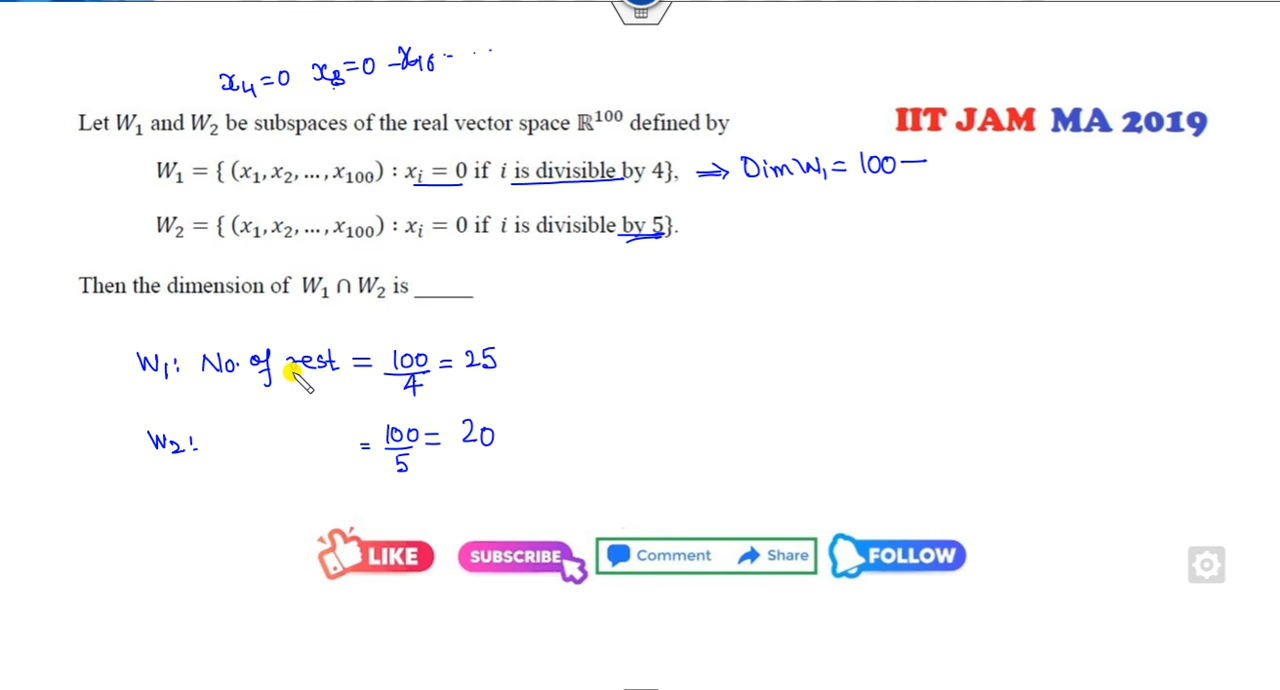 x₄=0 x₈=0 -x₁₆- ..
Let W₁ and W₂ be subspaces of the real vector space ℝ¹⁰⁰ defined by
IIT JAM MA 2019
W₁ = { (x₁, x₂, ... , x₁₀₀) : xᵢ = 0 if i is divisible by 4}, ⇒ Dim W₁ = 100 —
W₂ = { (x₁, x₂, ... , x₁₀₀) : xᵢ = 0 if i is divisible by 5}.
Then the dimension of W₁ ∩ W₂ is _____
W₁: No. of rest = 100/4 = 25
W₂: = 100/5 = 20
LIKE SUBSCRIBE Comment Share FOLLOW